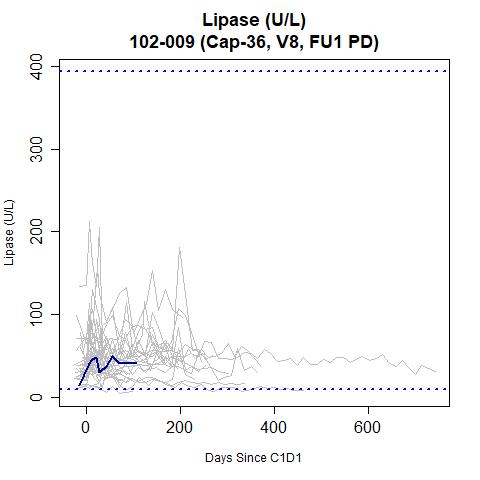 Lipase (U/L)
102-009 (Cap-36, V8, FU1 PD)
Lipase (U/L)
400
300
200
100
0
0 200 400 600
Days Since C1D1